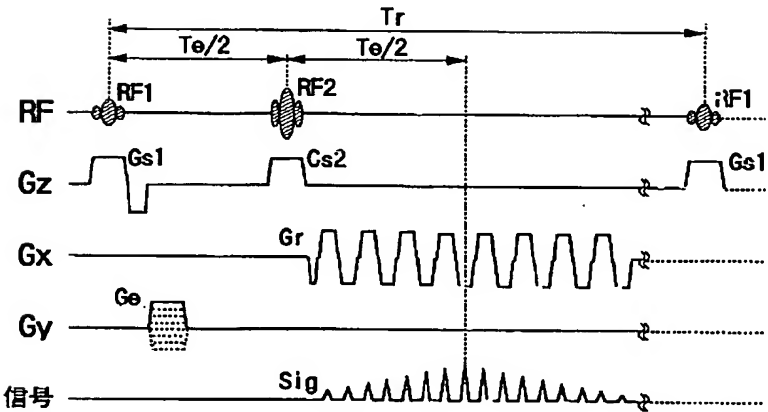 Tr
Te/2 Te/2
RF RF1 RF2 RF1
Gz Gs1 Cs2 Gs1
Gx Gr
Gy Ge
信号 Sig